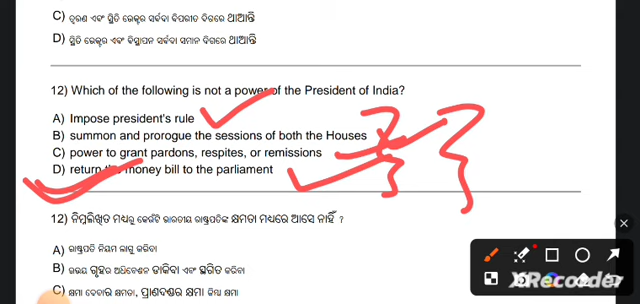 C) ତ୍ୱରଣ ଏବଂ ସ୍ଥିତି ଭେକ୍ଟର ସର୍ବଦା ବିପରୀତ ଦିଗରେ ଥାଆନ୍ତି
D) ସ୍ଥିତି ଭେକ୍ଟର ଏବଂ ବିସ୍ଥାପନ ସର୍ବଦା ସମାନ ଦିଗରେ ଥାଆନ୍ତି
12) Which of the following is not a power of the President of India?
A) Impose president's rule
B) summon and prorogue the sessions of both the Houses
C) power to grant pardons, respites, or remissions
D) return the money bill to the parliament
12) ନିମ୍ନଲିଖିତ ମଧ୍ୟରୁ କେଉଁଟି ଭାରତୀୟ ରାଷ୍ଟ୍ରପତିଙ୍କ କ୍ଷମତା ମଧ୍ୟରେ ଆସେ ନାହିଁ ?
A) ରାଷ୍ଟ୍ରପତି ନିୟମ ଲାଗୁ କରିବା
B) ଉଭୟ ଗୃହର ଅଧିବେଶନ ଡାକିବା ଏବଂ ସ୍ଥଗିତ କରିବା
C) କ୍ଷମା ଦେବାର କ୍ଷମତା, ପ୍ରାଣଦଣ୍ଡର କ୍ଷମା କିମ୍ବା କ୍ଷମା
XRecorder